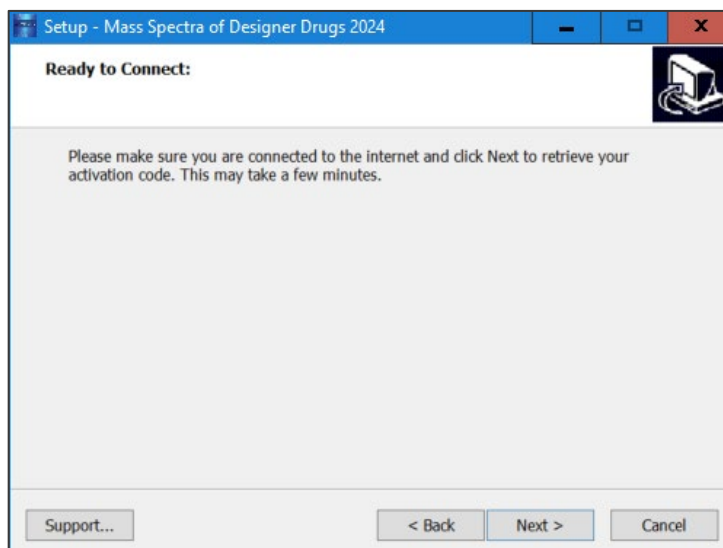 Setup - Mass Spectra of Designer Drugs 2024
Ready to Connect:
Please make sure you are connected to the internet and click Next to retrieve your
activation code. This may take a few minutes.
Support...
< Back
Next >
Cancel